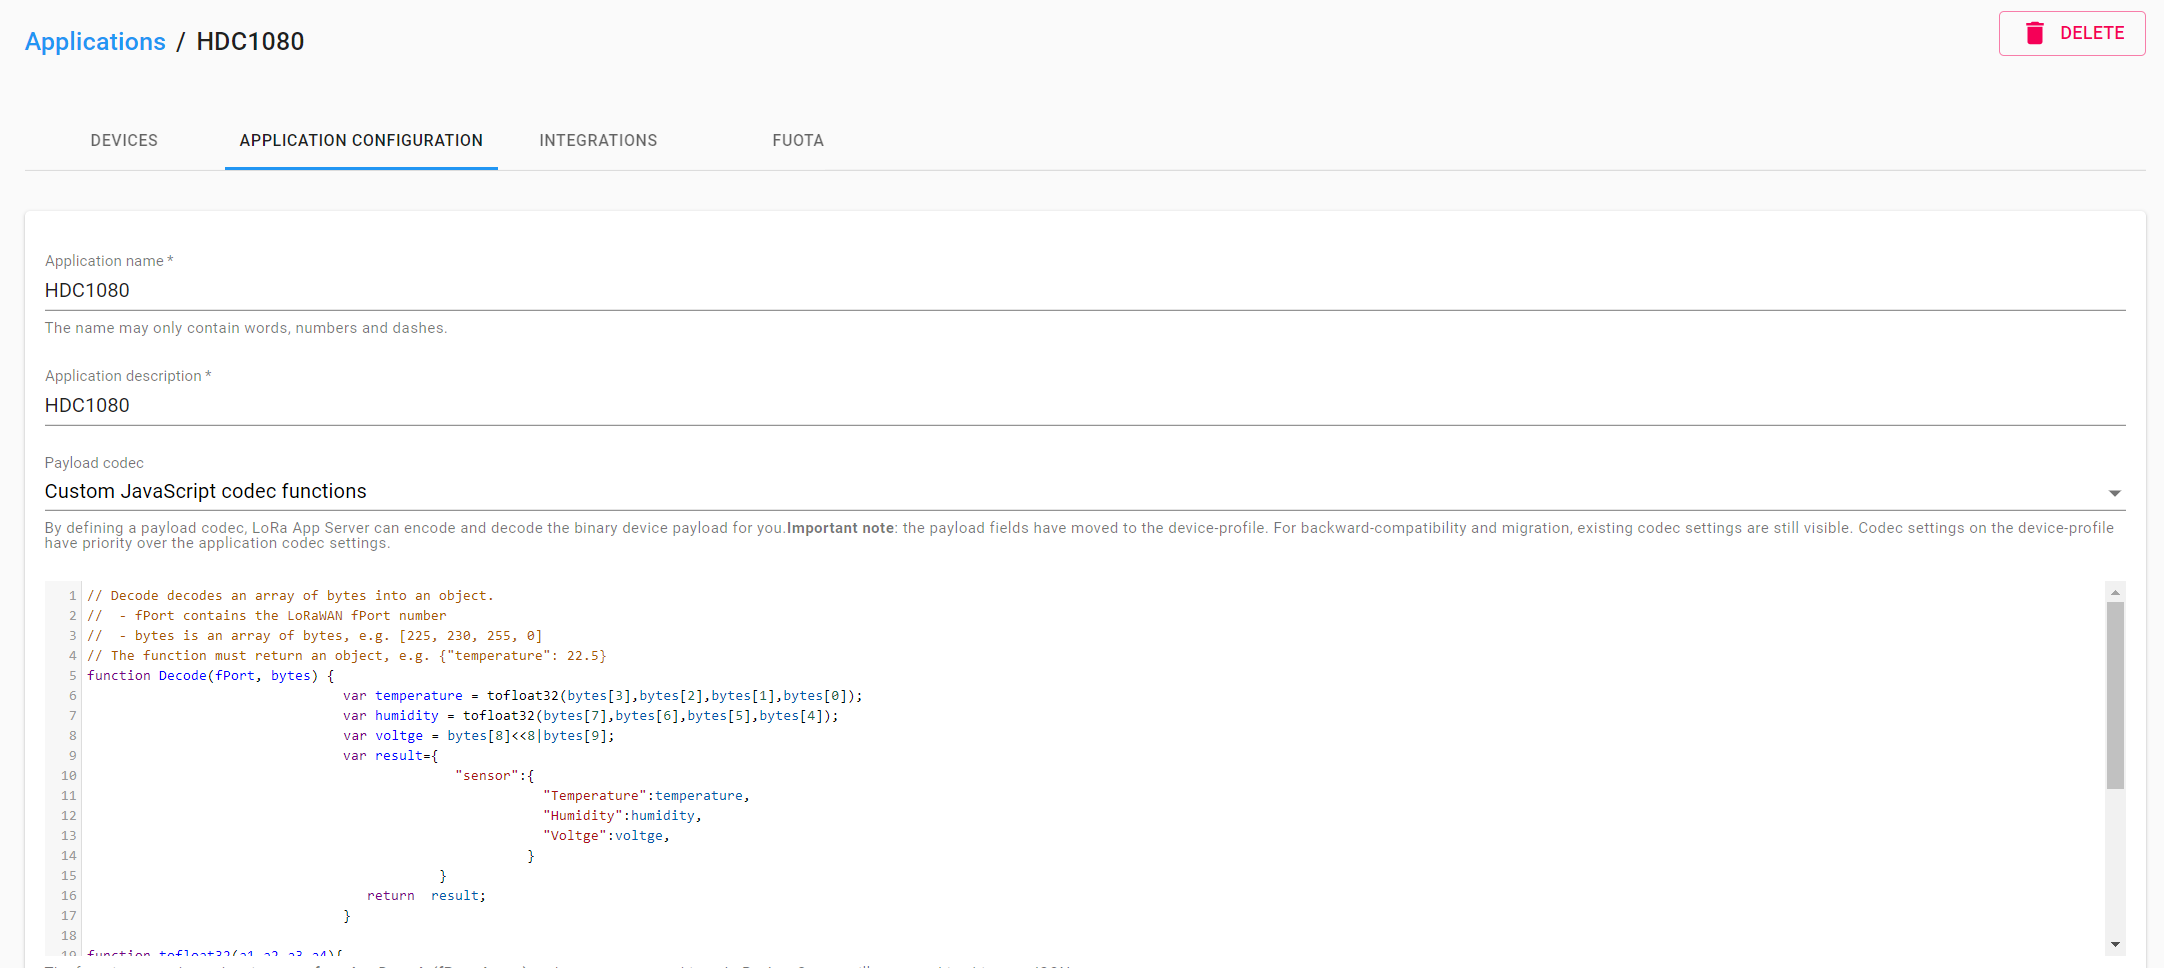 Applications / HDC1080
DELETE
DEVICES APPLICATION CONFIGURATION INTEGRATIONS FUOTA
Application name *
HDC1080
The name may only contain words, numbers and dashes.
Application description *
HDC1080
Payload codec
Custom JavaScript codec functions
By defining a payload codec, LoRa App Server can encode and decode the binary device payload for you.Important note: the payload fields have moved to the device-profile. For backward-compatibility and migration, existing codec settings are still visible. Codec settings on the device-profile
have priority over the application codec settings.
1 // Decode decodes an array of bytes into an object.
2 //  - fPort contains the LoRaWAN fPort number
3 //  - bytes is an array of bytes, e.g. [225, 230, 255, 0]
4 // The function must return an object, e.g. {"temperature": 22.5}
5 function Decode(fPort, bytes) {
6 var temperature = tofloat32(bytes[3],bytes[2],bytes[1],bytes[0]);
7 var humidity = tofloat32(bytes[7],bytes[6],bytes[5],bytes[4]);
8 var voltge = bytes[8]<<8|bytes[9];
9 var result={
10 "sensor":{
11 "Temperature":temperature,
12 "Humidity":humidity,
13 "Voltge":voltge,
14 }
15 }
16 return  result;
17 }
18
19 function tofloat32(a1,a2,a3,a4){